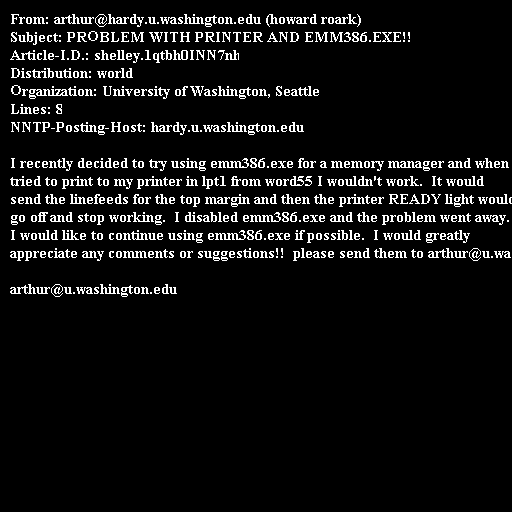 From: arthur@hardy.u.washington.edu (howard roark)
Subject: PROBLEM WITH PRINTER AND EMM386.EXE!!
Article-I.D.: shelley.1qtbh0INN7nh
Distribution: world
Organization: University of Washington, Seattle
Lines: 8
NNTP-Posting-Host: hardy.u.washington.edu

I recently decided to try using emm386.exe for a memory manager and when
tried to print to my printer in lpt1 from word55 I wouldn't work.  It would
send the linefeeds for the top margin and then the printer READY light would
go off and stop working.  I disabled emm386.exe and the problem went away.
I would like to continue using emm386.exe if possible.  I would greatly
appreciate any comments or suggestions!!  please send them to arthur@u.wa

arthur@u.washington.edu